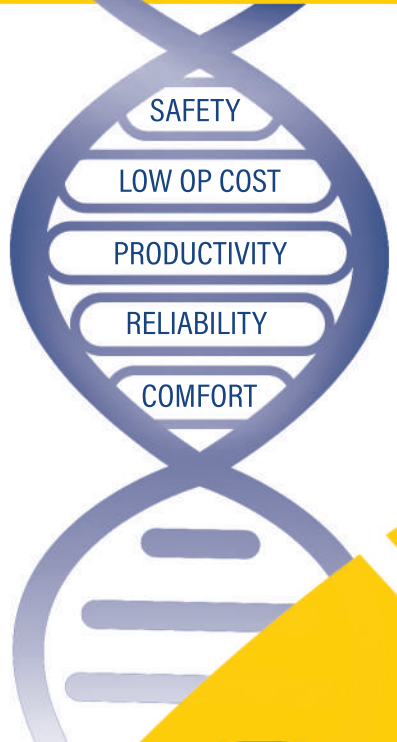 SAFETY
LOW OP COST
PRODUCTIVITY
RELIABILITY
COMFORT